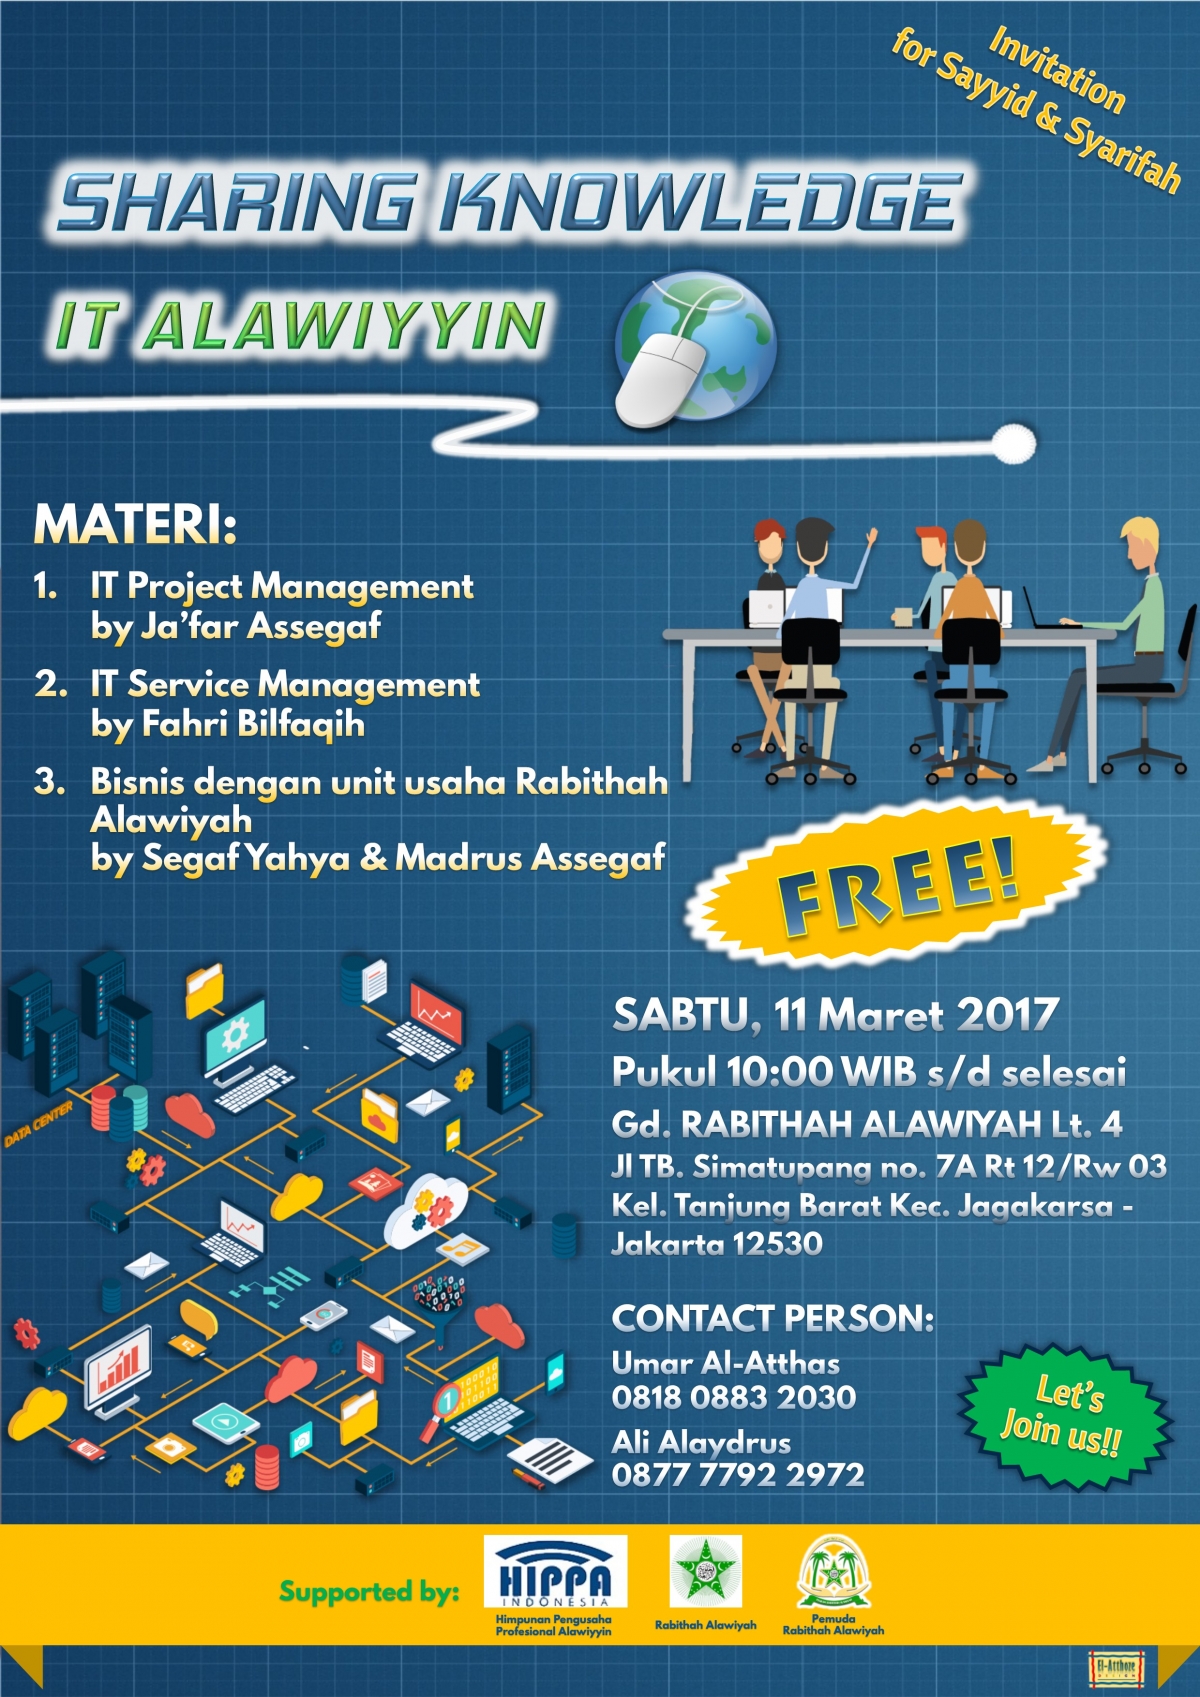 Invitation
for Sayyid & Syarifah
SHARING KNOWLEDGE
IT ALAWIYYIN
MATERI:
1. IT Project Management
by Ja'far Assegaf
2. IT Service Management
by Fahri Bilfaqih
3. Bisnis dengan unit usaha Rabithah
Alawiyah
by Segaf Yahya & Madrus Assegaf
FREE!
DATA CENTER
SABTU, 11 Maret 2017
Pukul 10:00 WIB s/d selesai
Gd. RABITHAH ALAWIYAH Lt. 4
Jl TB. Simatupang no. 7A Rt 12/Rw 03
Kel. Tanjung Barat Kec. Jagakarsa -
Jakarta 12530
CONTACT PERSON:
Umar Al-Atthas
0818 0883 2030
Ali Alaydrus
0877 7792 2972
Let's
Join us!!
Supported by:
HIPPA
INDONESIA
Himpunan Pengusaha
Profesional Alawiyyin
Rabithah Alawiyah
Pemuda
Rabithah Alawiyah